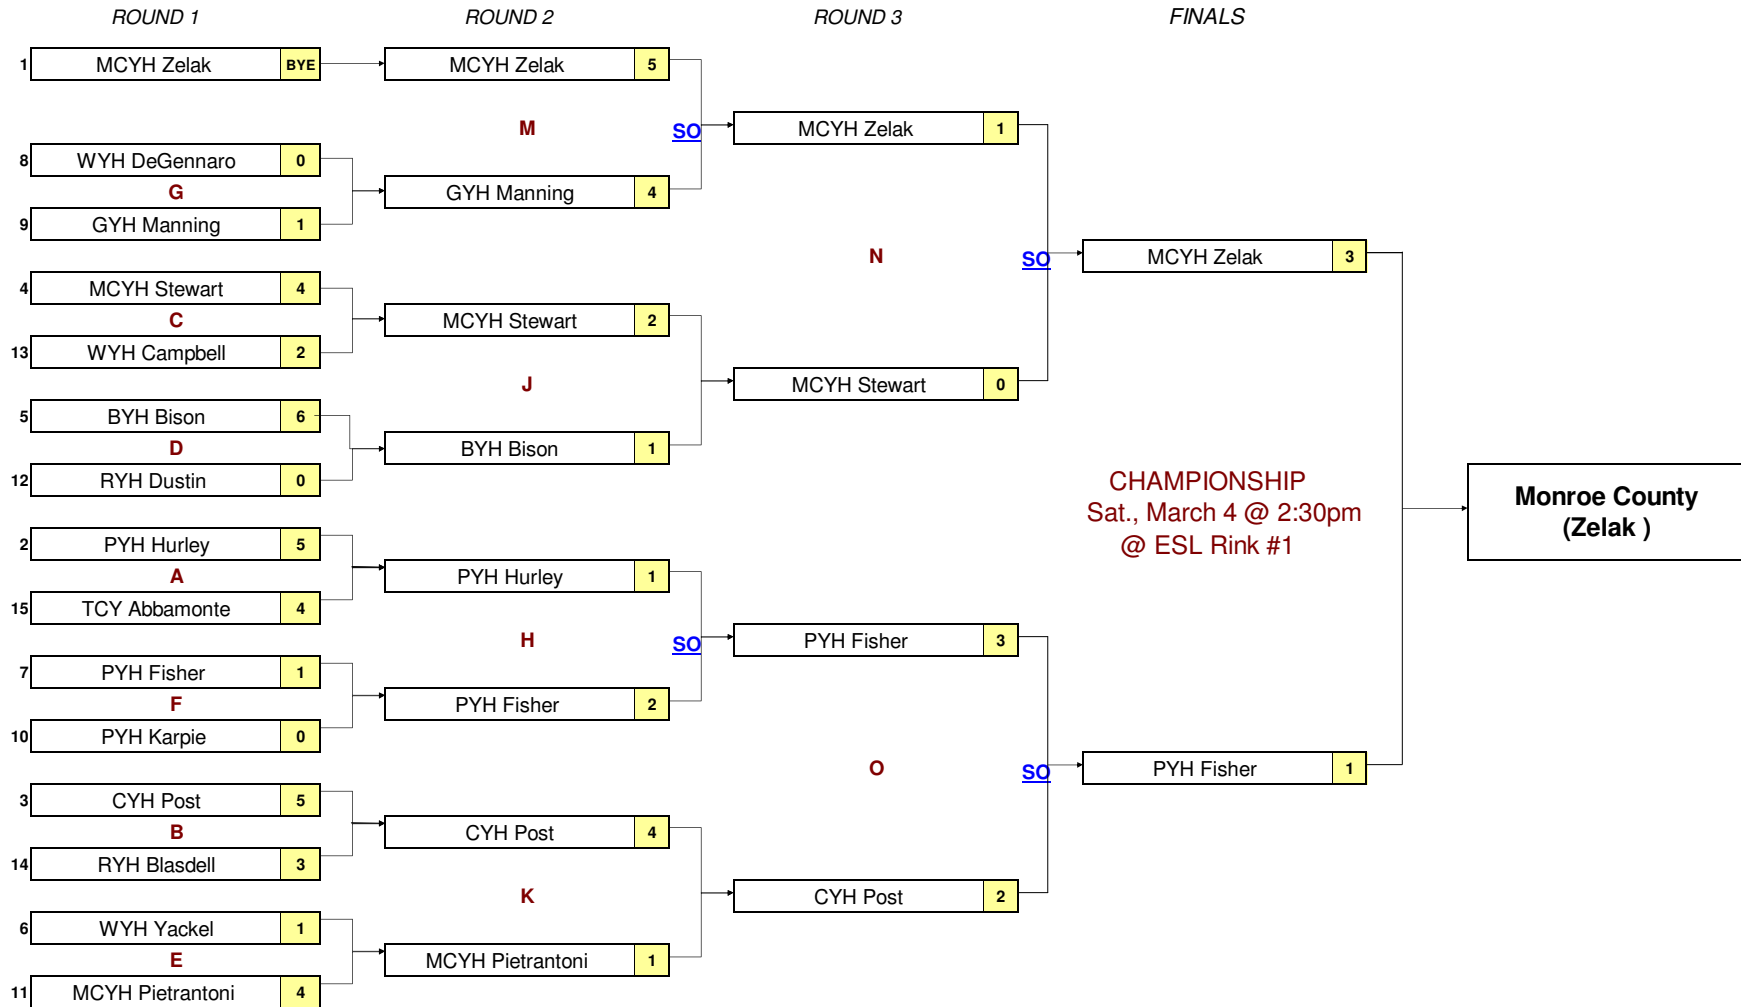 ROUND 1 ROUND 2 ROUND 3 FINALS
1 MCYH Zelak BYE
8 WYH DeGennaro 0
G
9 GYH Manning 1
4 MCYH Stewart 4
C
13 WYH Campbell 2
5 BYH Bison 6
D
12 RYH Dustin 0
2 PYH Hurley 5
A
15 TCY Abbamonte 4
7 PYH Fisher 1
F
10 PYH Karpie 0
3 CYH Post 5
B
14 RYH Blasdell 3
6 WYH Yackel 1
E
11 MCYH Pietrantoni 4
MCYH Zelak 5
M SO
GYH Manning 4
MCYH Stewart 2
J
BYH Bison 1
PYH Hurley 1
H SO
PYH Fisher 2
CYH Post 4
K
MCYH Pietrantoni 1
MCYH Zelak 1
N SO
MCYH Stewart 0
PYH Fisher 3
O SO
CYH Post 2
MCYH Zelak 3
CHAMPIONSHIP
Sat., March 4 @ 2:30pm
@ ESL Rink #1
PYH Fisher 1
Monroe County
(Zelak )